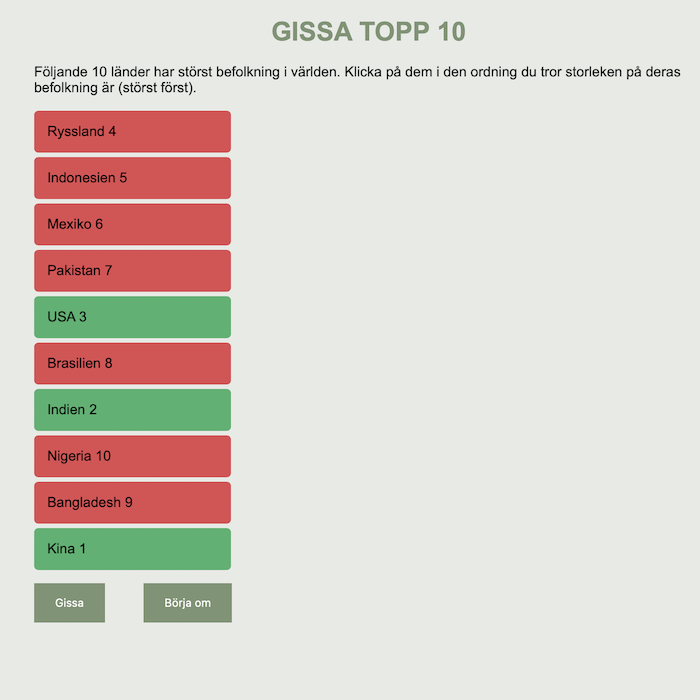 GISSA TOPP 10
Följande 10 länder har störst befolkning i världen. Klicka på dem i den ordning du tror storleken på deras
befolkning är (störst först).
Ryssland 4
Indonesien 5
Mexiko 6
Pakistan 7
USA 3
Brasilien 8
Indien 2
Nigeria 10
Bangladesh 9
Kina 1
Gissa Börja om